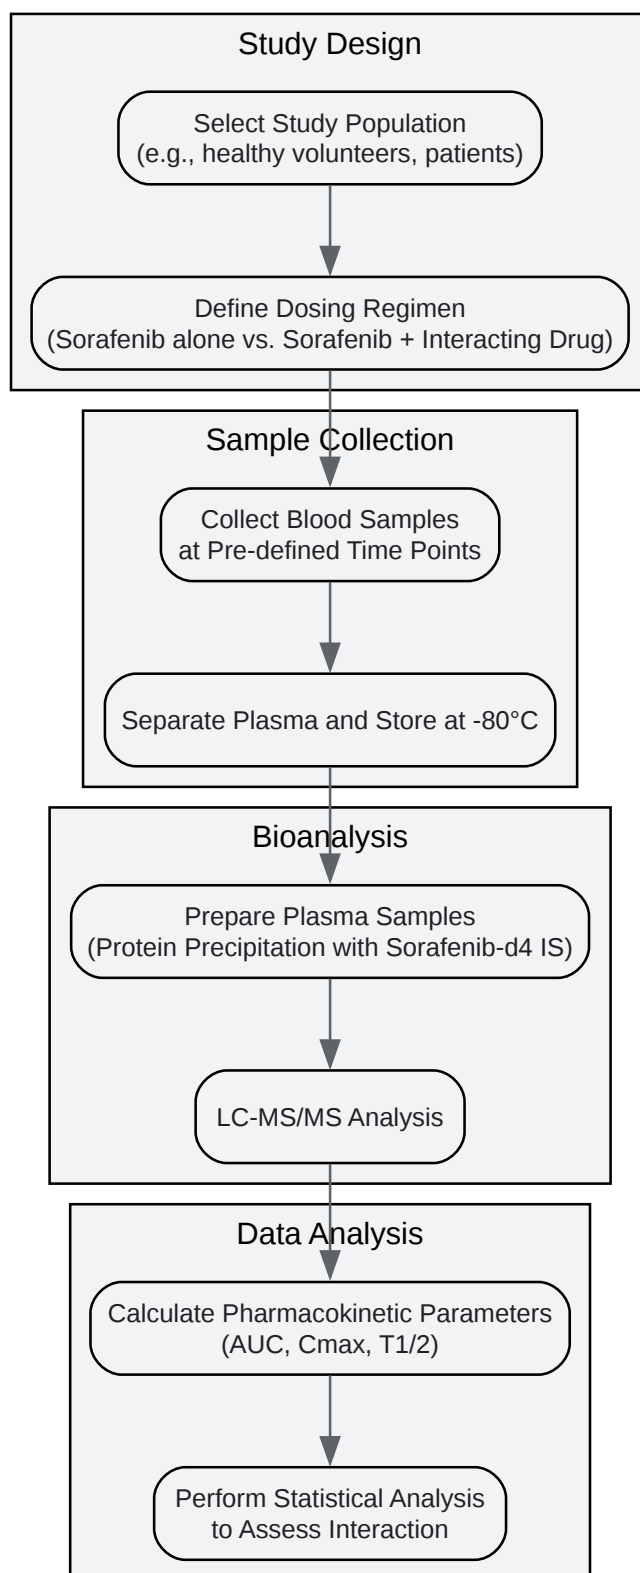 Study Design
Select Study Population
(e.g., healthy volunteers, patients)
Define Dosing Regimen
(Sorafenib alone vs. Sorafenib + Interacting Drug)
Sample Collection
Collect Blood Samples
at Pre-defined Time Points
Separate Plasma and Store at -80°C
Bioanalysis
Prepare Plasma Samples
(Protein Precipitation with Sorafenib-d4 IS)
LC-MS/MS Analysis
Data Analysis
Calculate Pharmacokinetic Parameters
(AUC, Cmax, T1/2)
Perform Statistical Analysis
to Assess Interaction